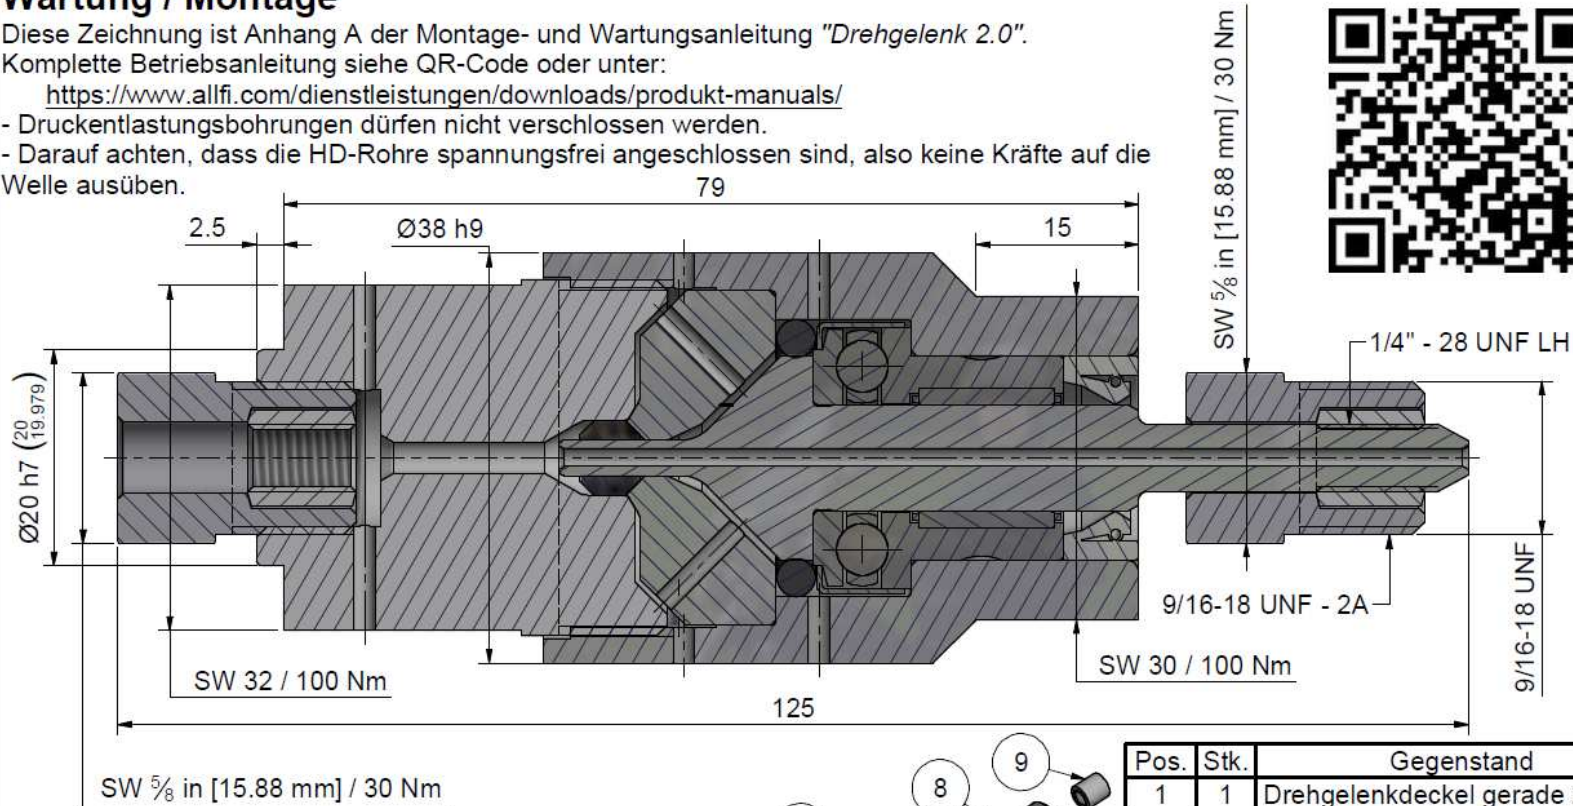 Wartung / Montage
Diese Zeichnung ist Anhang A der Montage- und Wartungsanleitung "Drehgelenk 2.0".
Komplette Betriebsanleitung siehe QR-Code oder unter:
https://www.allfi.com/dienstleistungen/downloads/produkt-manuals/
- Druckentlastungsbohrungen dürfen nicht verschlossen werden.
- Darauf achten, dass die HD-Rohre spannungsfrei angeschlossen sind, also keine Kräfte auf die
Welle ausüben.
79
2.5
Ø38 h9
15
SW ⅝ in [15.88 mm] / 30 Nm
1/4" - 28 UNF LH
Ø20 h7 (20 19.979)
9/16-18 UNF - 2A
9/16-18 UNF
SW 32 / 100 Nm
SW 30 / 100 Nm
125
SW ⅝ in [15.88 mm] / 30 Nm
8
9
Pos. Stk. Gegenstand
1 1 Drehgelenkdeckel gerade